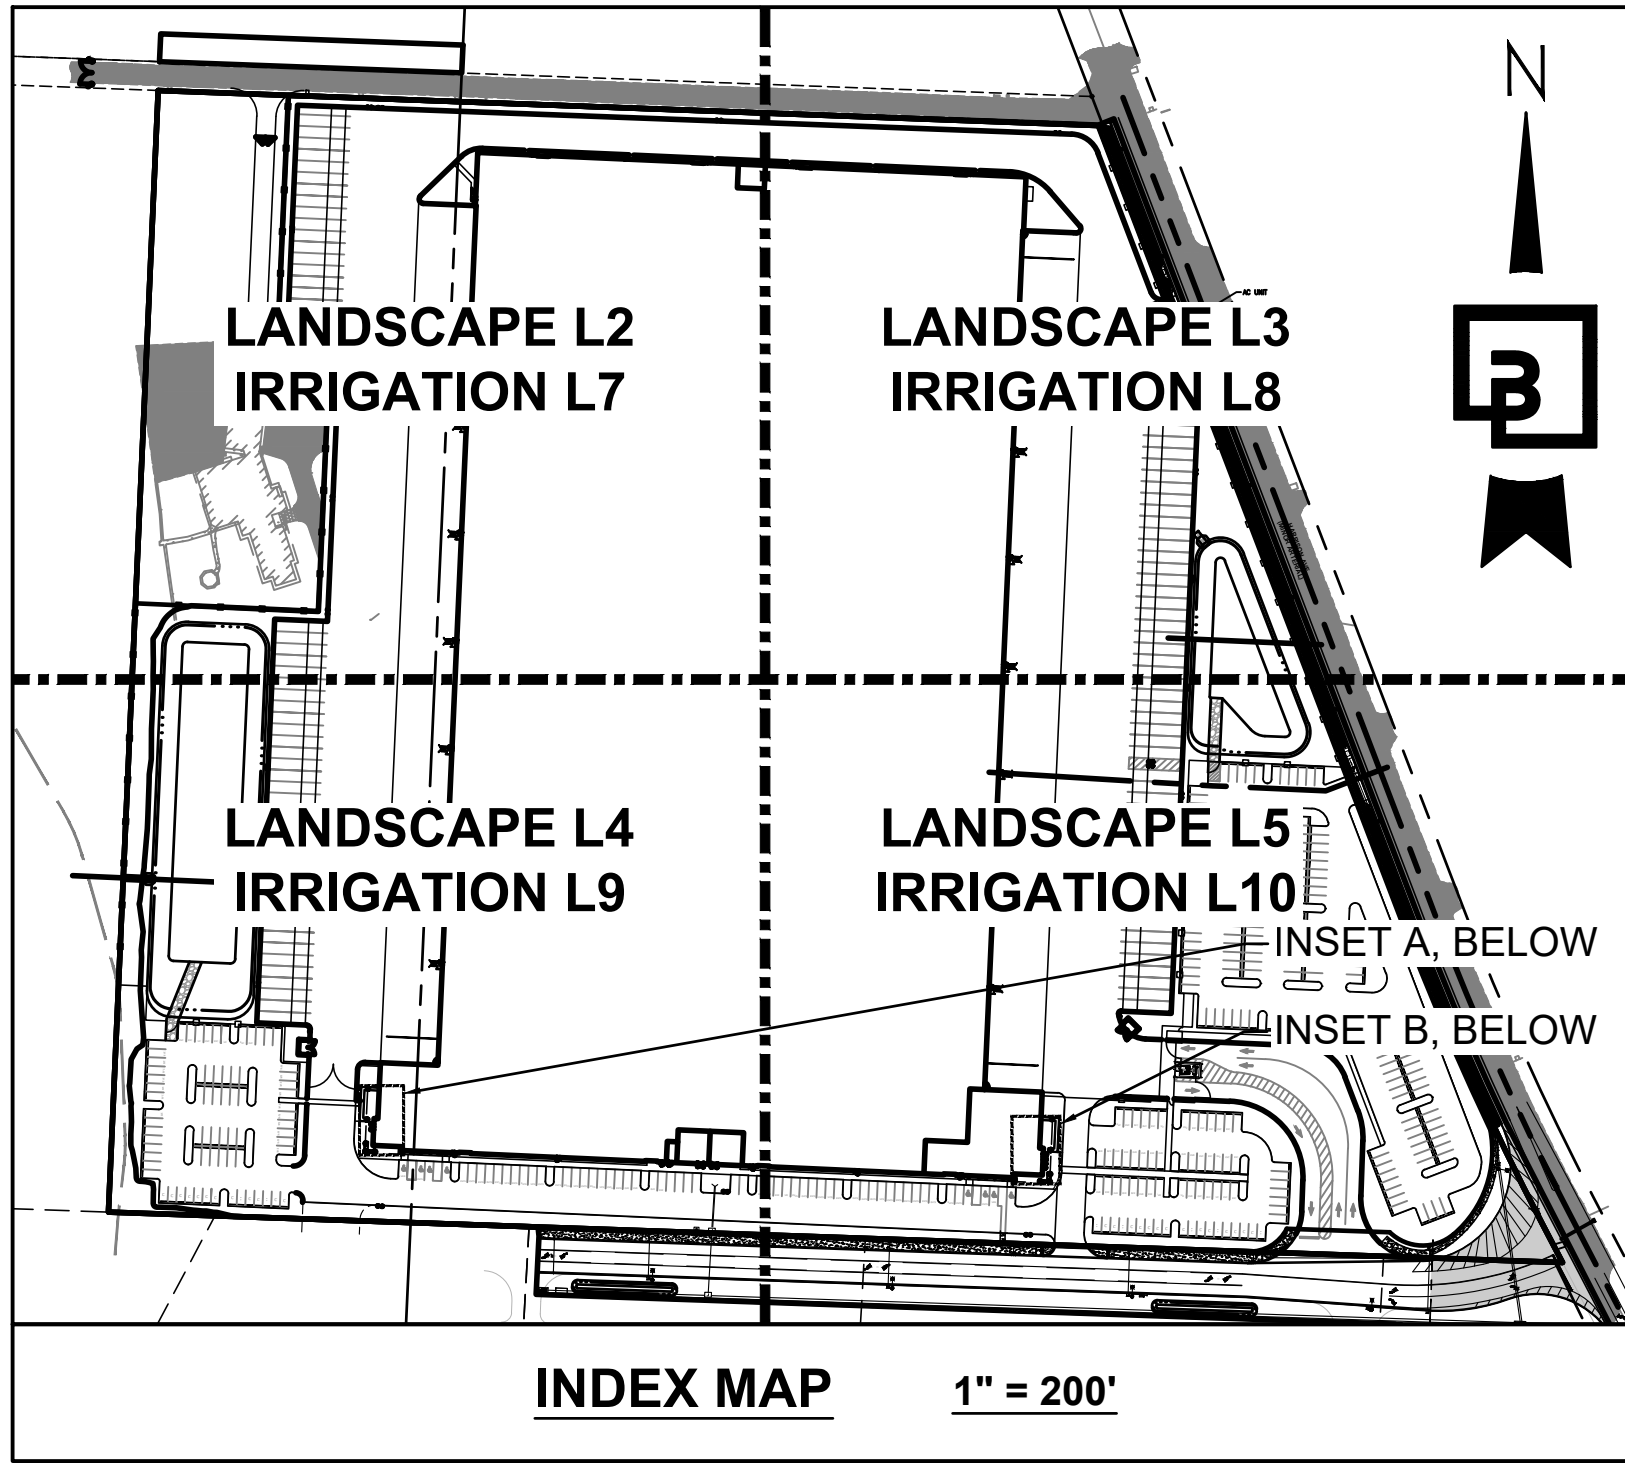 N
AC UNIT
LANDSCAPE L2
IRRIGATION L7
LANDSCAPE L3
IRRIGATION L8
B
LANDSCAPE L4
IRRIGATION L9
LANDSCAPE L5
IRRIGATION L10
INSET A, BELOW
INSET B, BELOW
INDEX MAP
1" = 200'